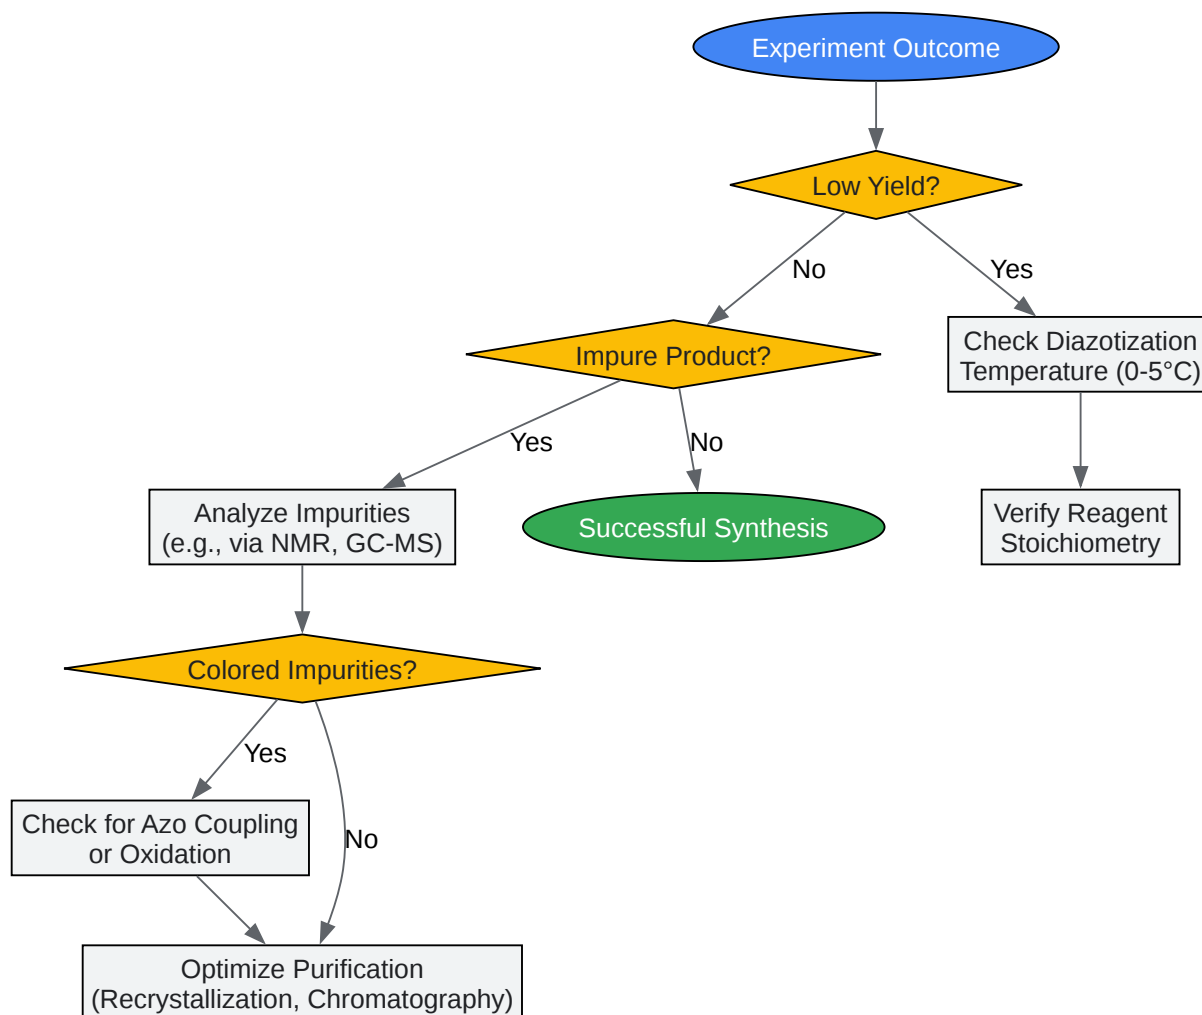 Experiment Outcome
Low Yield?
No
Yes
Impure Product?
Check Diazotization
Temperature (0-5°C)
Yes
No
Analyze Impurities
(e.g., via NMR, GC-MS)
Successful Synthesis
Verify Reagent
Stoichiometry
Colored Impurities?
Yes
No
Check for Azo Coupling
or Oxidation
Optimize Purification
(Recrystallization, Chromatography)